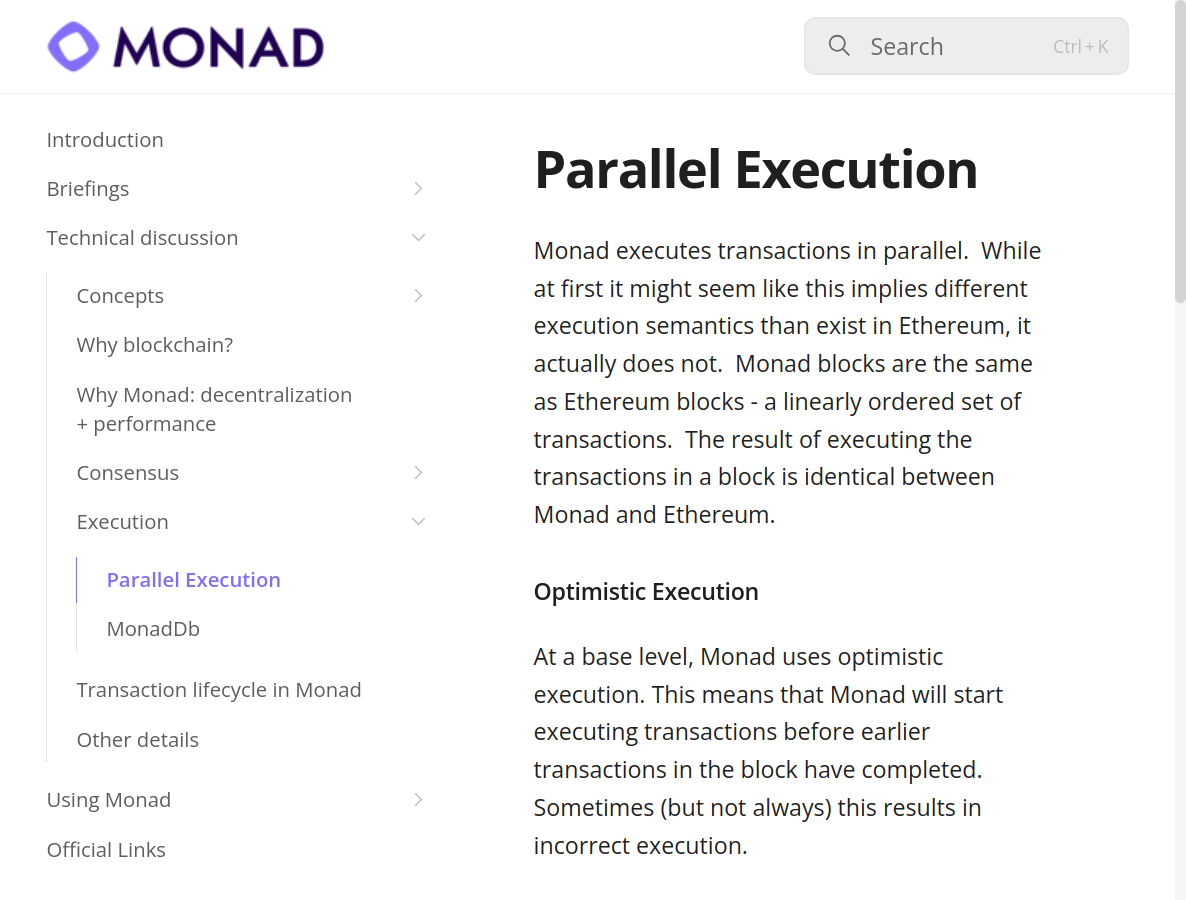 MONAD
Search
Ctrl + K
Introduction
Briefings
Technical discussion
Concepts
Why blockchain?
Why Monad: decentralization
+ performance
Consensus
Execution
Parallel Execution
MonadDb
Transaction lifecycle in Monad
Other details
Using Monad
Official Links
Parallel Execution
Monad executes transactions in parallel.  While
at first it might seem like this implies different
execution semantics than exist in Ethereum, it
actually does not.  Monad blocks are the same
as Ethereum blocks - a linearly ordered set of
transactions.  The result of executing the
transactions in a block is identical between
Monad and Ethereum.
Optimistic Execution
At a base level, Monad uses optimistic
execution. This means that Monad will start
executing transactions before earlier
transactions in the block have completed.
Sometimes (but not always) this results in
incorrect execution.